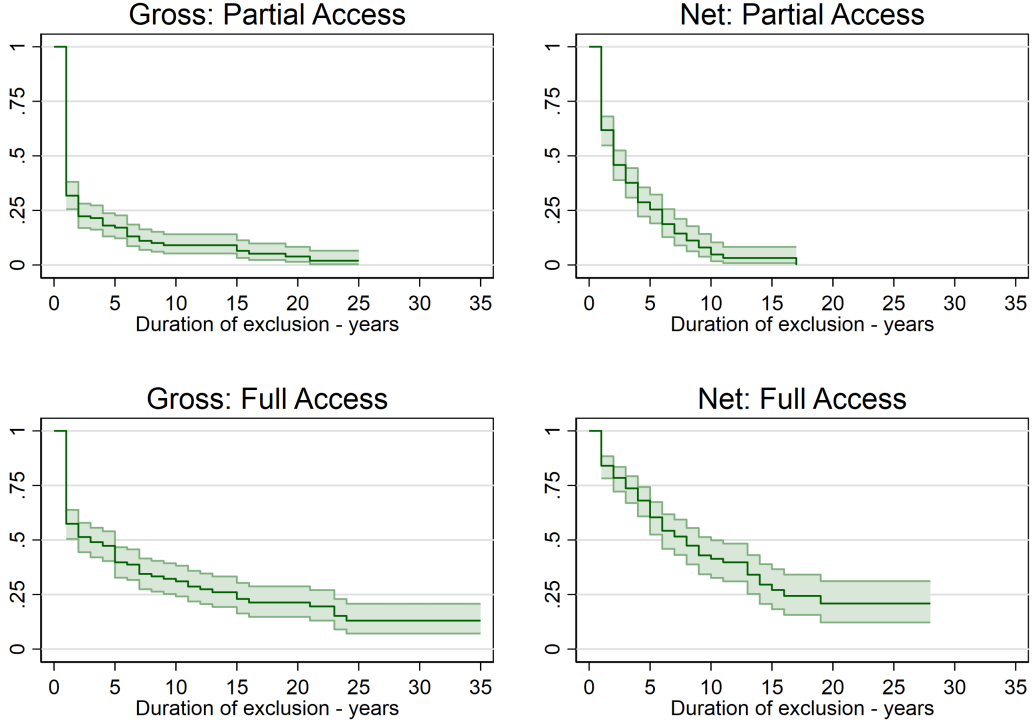 Gross: Partial Access
1
.75
.5
.25
0
0 5 10 15 20 25 30 35
Duration of exclusion - years
Net: Partial Access
1
.75
.5
.25
0
0 5 10 15 20 25 30 35
Duration of exclusion - years
Gross: Full Access
1
.75
.5
.25
0
0 5 10 15 20 25 30 35
Duration of exclusion - years
Net: Full Access
1
.75
.5
.25
0
0 5 10 15 20 25 30 35
Duration of exclusion - years